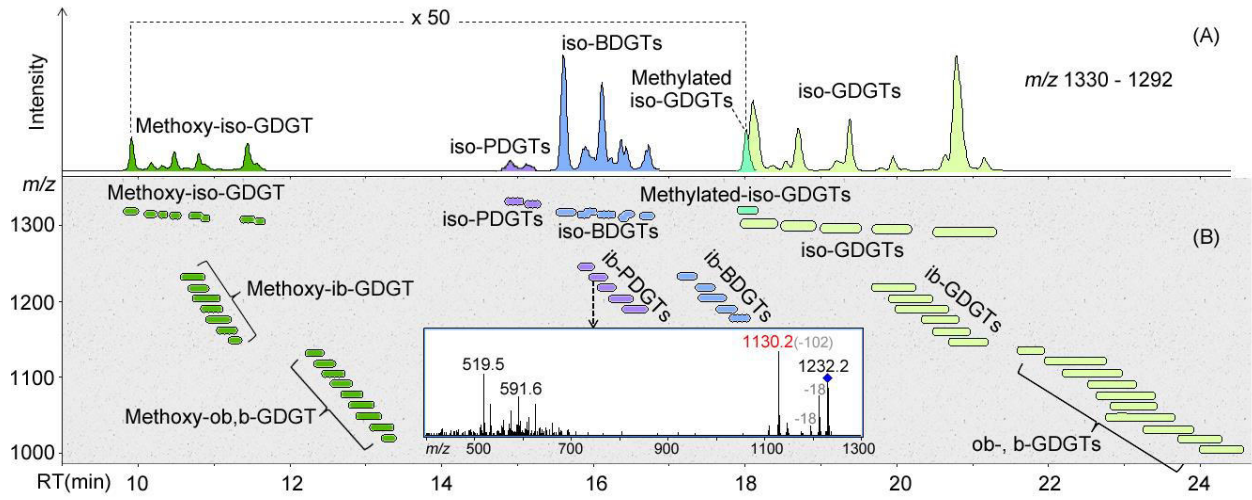 x 50
(A)
Intensity
iso-BDGTs
Methylated
iso-GDGTs
iso-GDGTs
m/z 1330 - 1292
Methoxy-iso-GDGT
iso-PDGTs
m/z
Methoxy-iso-GDGT
Methylated-iso-GDGTs
1300
iso-PDGTs
iso-BDGTs
iso-GDGTs
(B)
ib-PDGTs
ib-BDGTs
ib-GDGTs
Methoxy-ib-GDGT
1200
1130.2(-102)
1232.2
519.5
591.6
-18
-18
1100
Methoxy-ob,b-GDGT
ob-, b-GDGTs
m/z 500 700 900 1100 1300
1000
RT(min) 10 12 14 16 18 20 22 24